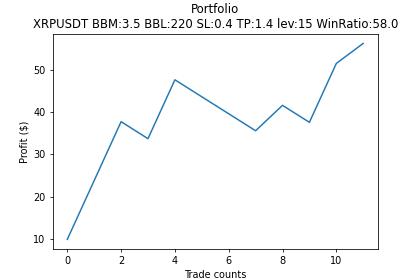 Portfolio
XRPUSDT BBM:3.5 BBL:220 SL:0.4 TP:1.4 lev:15 WinRatio:58.0
50
40
30
20
10
Profit ($)
0 2 4 6 8 10
Trade counts